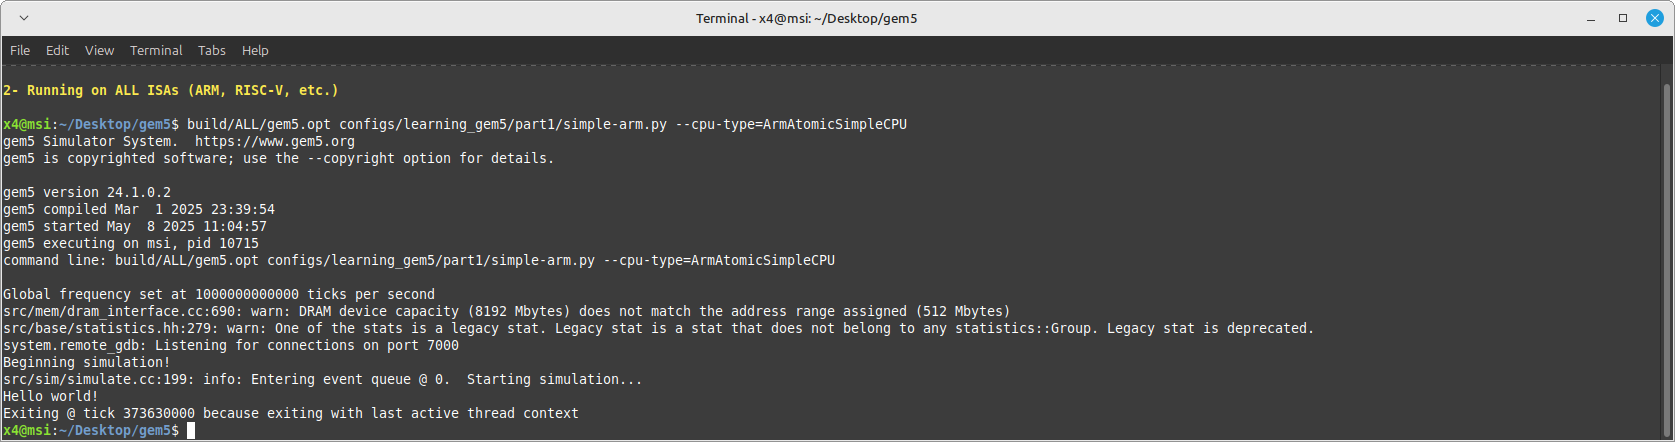 Terminal - x4@msi: ~/Desktop/gem5
File Edit View Terminal Tabs Help
2- Running on ALL ISAs (ARM, RISC-V, etc.)
x4@msi:~/Desktop/gem5$ build/ALL/gem5.opt configs/learning_gem5/part1/simple-arm.py --cpu-type=ArmAtomicSimpleCPU
gem5 Simulator System.  https://www.gem5.org
gem5 is copyrighted software; use the --copyright option for details.
gem5 version 24.1.0.2
gem5 compiled Mar  1 2025 23:39:54
gem5 started May  8 2025 11:04:57
gem5 executing on msi, pid 10715
command line: build/ALL/gem5.opt configs/learning_gem5/part1/simple-arm.py --cpu-type=ArmAtomicSimpleCPU
Global frequency set at 1000000000000 ticks per second
src/mem/dram_interface.cc:690: warn: DRAM device capacity (8192 Mbytes) does not match the address range assigned (512 Mbytes)
src/base/statistics.hh:279: warn: One of the stats is a legacy stat. Legacy stat is a stat that does not belong to any statistics::Group. Legacy stat is deprecated.
system.remote_gdb: Listening for connections on port 7000
Beginning simulation!
src/sim/simulate.cc:199: info: Entering event queue @ 0.  Starting simulation...
Hello world!
Exiting @ tick 373630000 because exiting with last active thread context
x4@msi:~/Desktop/gem5$